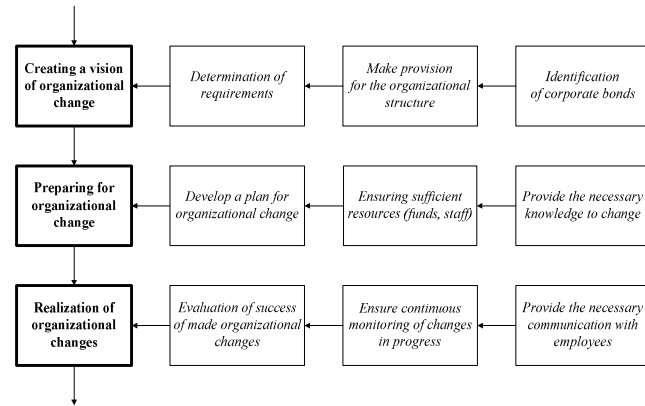 Creating a vision
of organizational
change
Determination of
requirements
Make provision
for the organizational
structure
Identification
of corporate bonds
Preparing for
organizational
change
Develop a plan for
organizational change
Ensuring sufficient
resources (funds, staff)
Provide the necessary
knowledge to change
Realization of
organizational
changes
Evaluation of success
of made organizational
changes
Ensure continuous
monitoring of changes
in progress
Provide the necessary
communication with
employees